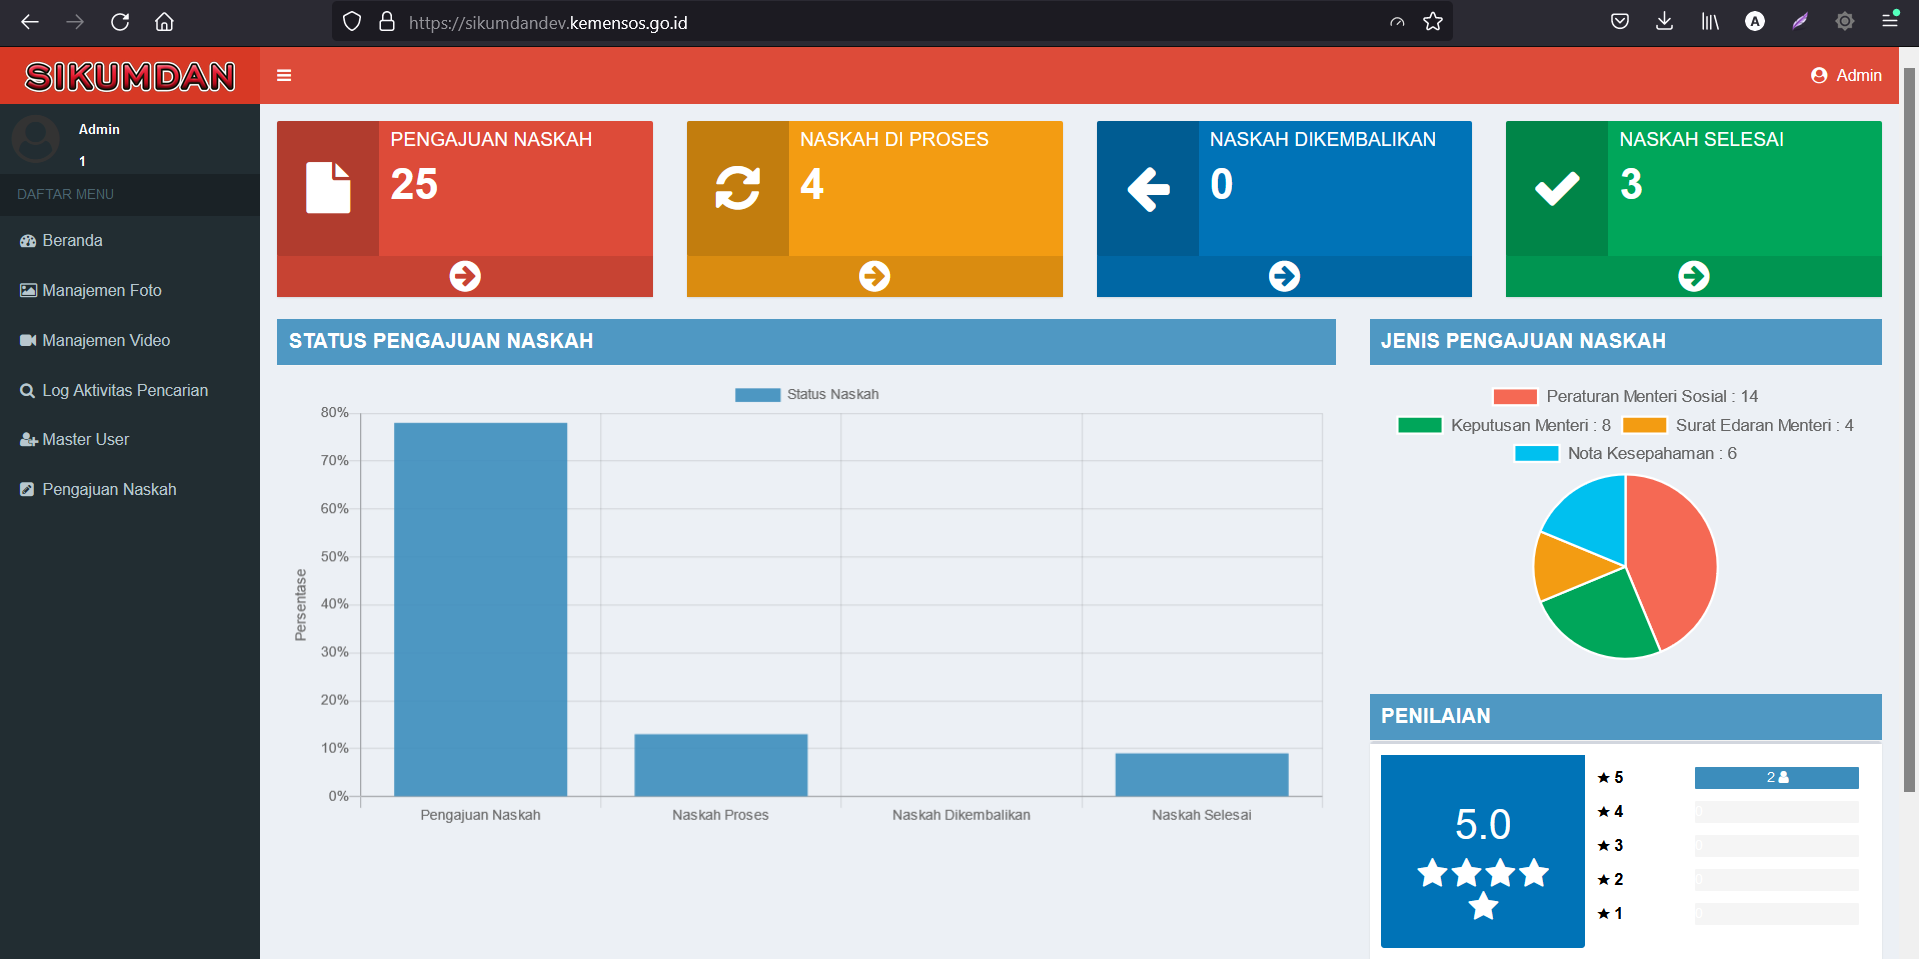 https://sikumdandev.kemensos.go.id
A
SIKUMDAN
Admin
Admin
1
DAFTAR MENU
Beranda
Manajemen Foto
Manajemen Video
Log Aktivitas Pencarian
Master User
Pengajuan Naskah
PENGAJUAN NASKAH
25
NASKAH DI PROSES
4
NASKAH DIKEMBALIKAN
0
NASKAH SELESAI
3
STATUS PENGAJUAN NASKAH
Status Naskah
80%
70%
60%
50%
40%
30%
20%
10%
0%
Persentase
Pengajuan Naskah
Naskah Proses
Naskah Dikembalikan
Naskah Selesai
JENIS PENGAJUAN NASKAH
Peraturan Menteri Sosial : 14
Keputusan Menteri : 8
Surat Edaran Menteri : 4
Nota Kesepahaman : 6
PENILAIAN
5.0
5
2
4
0
3
0
2
0
1
0